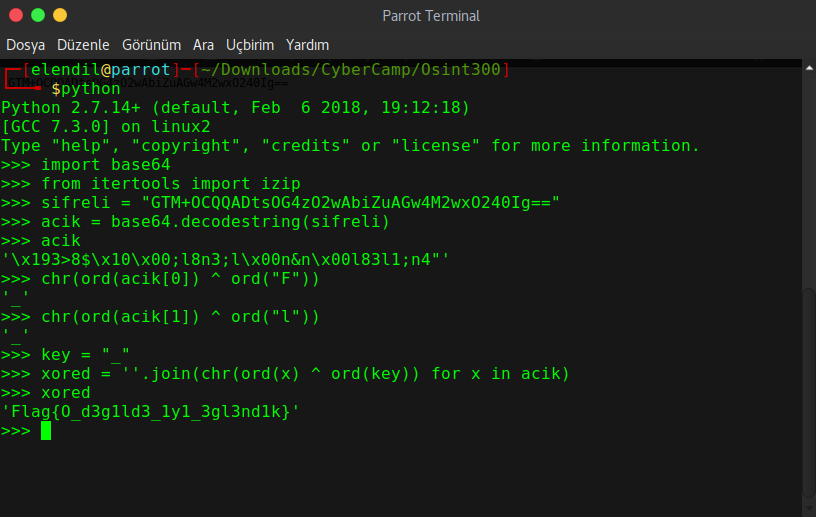 Parrot Terminal
Dosya Düzenle Görünüm Ara Uçbirim Yardım
[elendil@parrot]─[~/Downloads/CyberCamp/Osint300]
$python
Python 2.7.14+ (default, Feb  6 2018, 19:12:18)
[GCC 7.3.0] on linux2
Type "help", "copyright", "credits" or "license" for more information.
>>> import base64
>>> from itertools import izip
>>> sifreli = "GTM+OCQQADtsOG4zO2wAbiZuAGw4M2wxO240Ig=="
>>> acik = base64.decodestring(sifreli)
>>> acik
'\x193>8$\x10\x00;l8n3;l\x00n&n\x00l83l1;n4"'
>>> chr(ord(acik[0]) ^ ord("F"))
'_'
>>> chr(ord(acik[1]) ^ ord("l"))
'_'
>>> key = "_"
>>> xored = ''.join(chr(ord(x) ^ ord(key)) for x in acik)
>>> xored
'Flag{O_d3g1ld3_1y1_3gl3nd1k}'
>>>